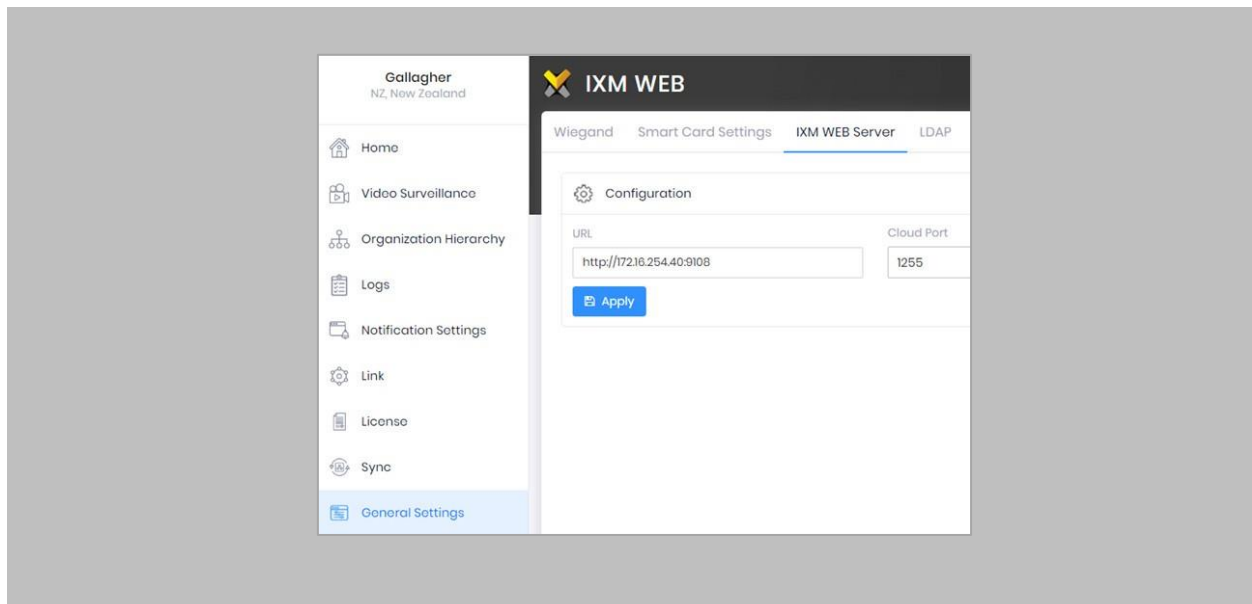 Gallagher
NZ, New Zealand
Home
Video Surveillance
Organization Hierarchy
Logs
Notification Settings
Link
License
Sync
General Settings
IXM WEB
Wiegand Smart Card Settings IXM WEB Server LDAP
Configuration
URL Cloud Port
http://172.16.254.40:9108 1255
Apply